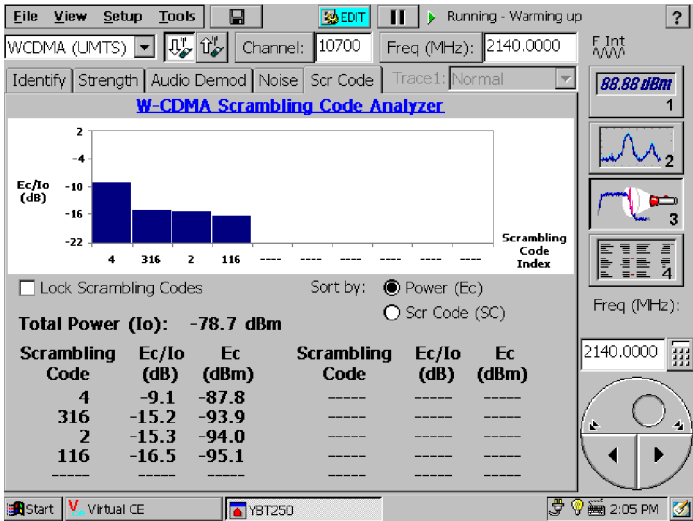 File View Setup Tools EDIT Running - Warming up ?
WCDMA (UMTS) Channel: 10700 Freq (MHz): 2140.0000 F Int
Identify Strength Audio Demod Noise Scr Code Trace1: Normal
88.88 dBm
1
W-CDMA Scrambling Code Analyzer
2
-4
Ec/Io
(dB)
-10
-16
-22
4 316 2 116 ---- ---- ---- ---- ---- ----
Scrambling
Code
Index
2
3
4
Lock Scrambling Codes Sort by: Power (Ec)
Scr Code (SC)
Freq (MHz):
Total Power (Io): -78.7 dBm
2140.0000
Scrambling Ec/Io Ec Scrambling Ec/Io Ec
Code (dB) (dBm) Code (dB) (dBm)
4 -9.1 -87.8 ----- ----- -----
316 -15.2 -93.9 ----- ----- -----
2 -15.3 -94.0 ----- ----- -----
116 -16.5 -95.1 ----- ----- -----
----- ----- ----- ----- ----- -----
Start Virtual CE YBT250 2:05 PM